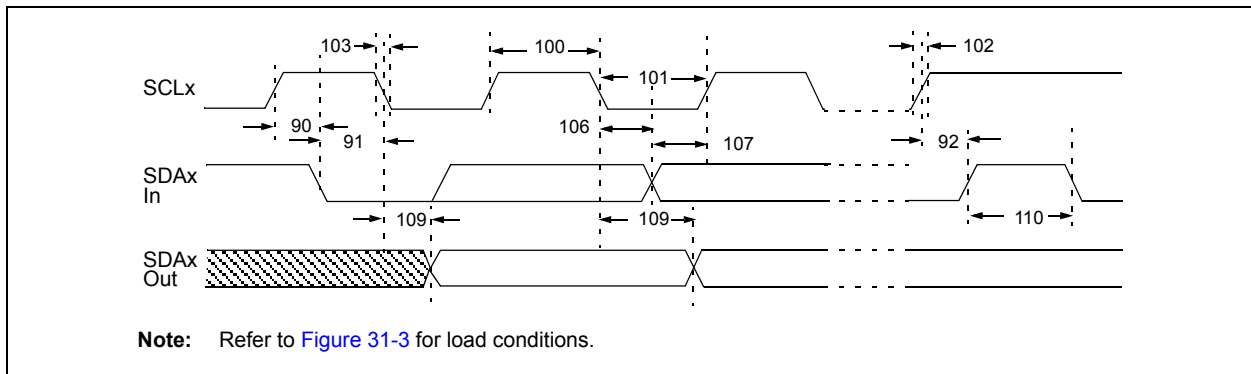 103
100
101
102
SCLx
90
91
106
107
92
SDAx
In
109
109
110
SDAx
Out
Note: Refer to Figure 31-3 for load conditions.